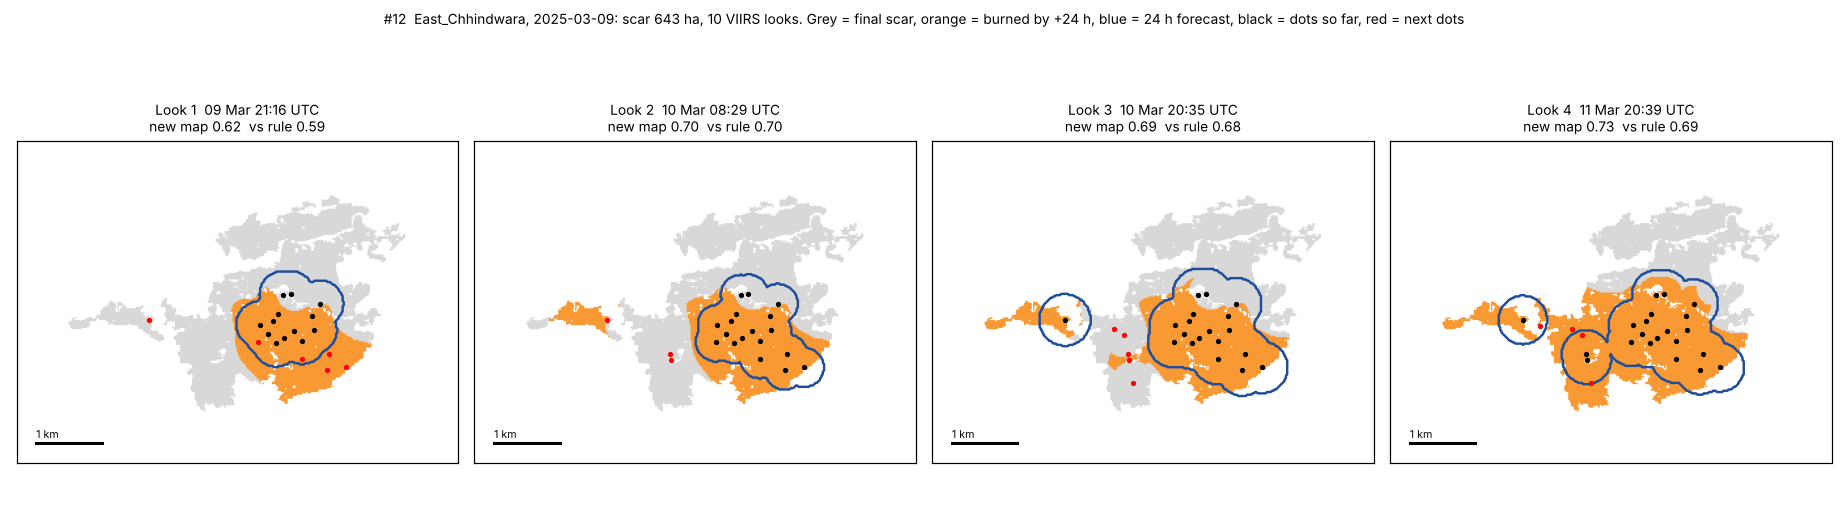 #12 East_Chhindwara, 2025-03-09: scar 643 ha, 10 VIIRS looks. Grey = final scar, orange = burned by +24 h, blue = 24 h forecast, black = dots so far, red = next dots
Look 1 09 Mar 21:16 UTC
new map 0.62 vs rule 0.59
1 km
Look 2 10 Mar 08:29 UTC
new map 0.70 vs rule 0.70
1 km
Look 3 10 Mar 20:35 UTC
new map 0.69 vs rule 0.68
1 km
Look 4 11 Mar 20:39 UTC
new map 0.73 vs rule 0.69
1 km